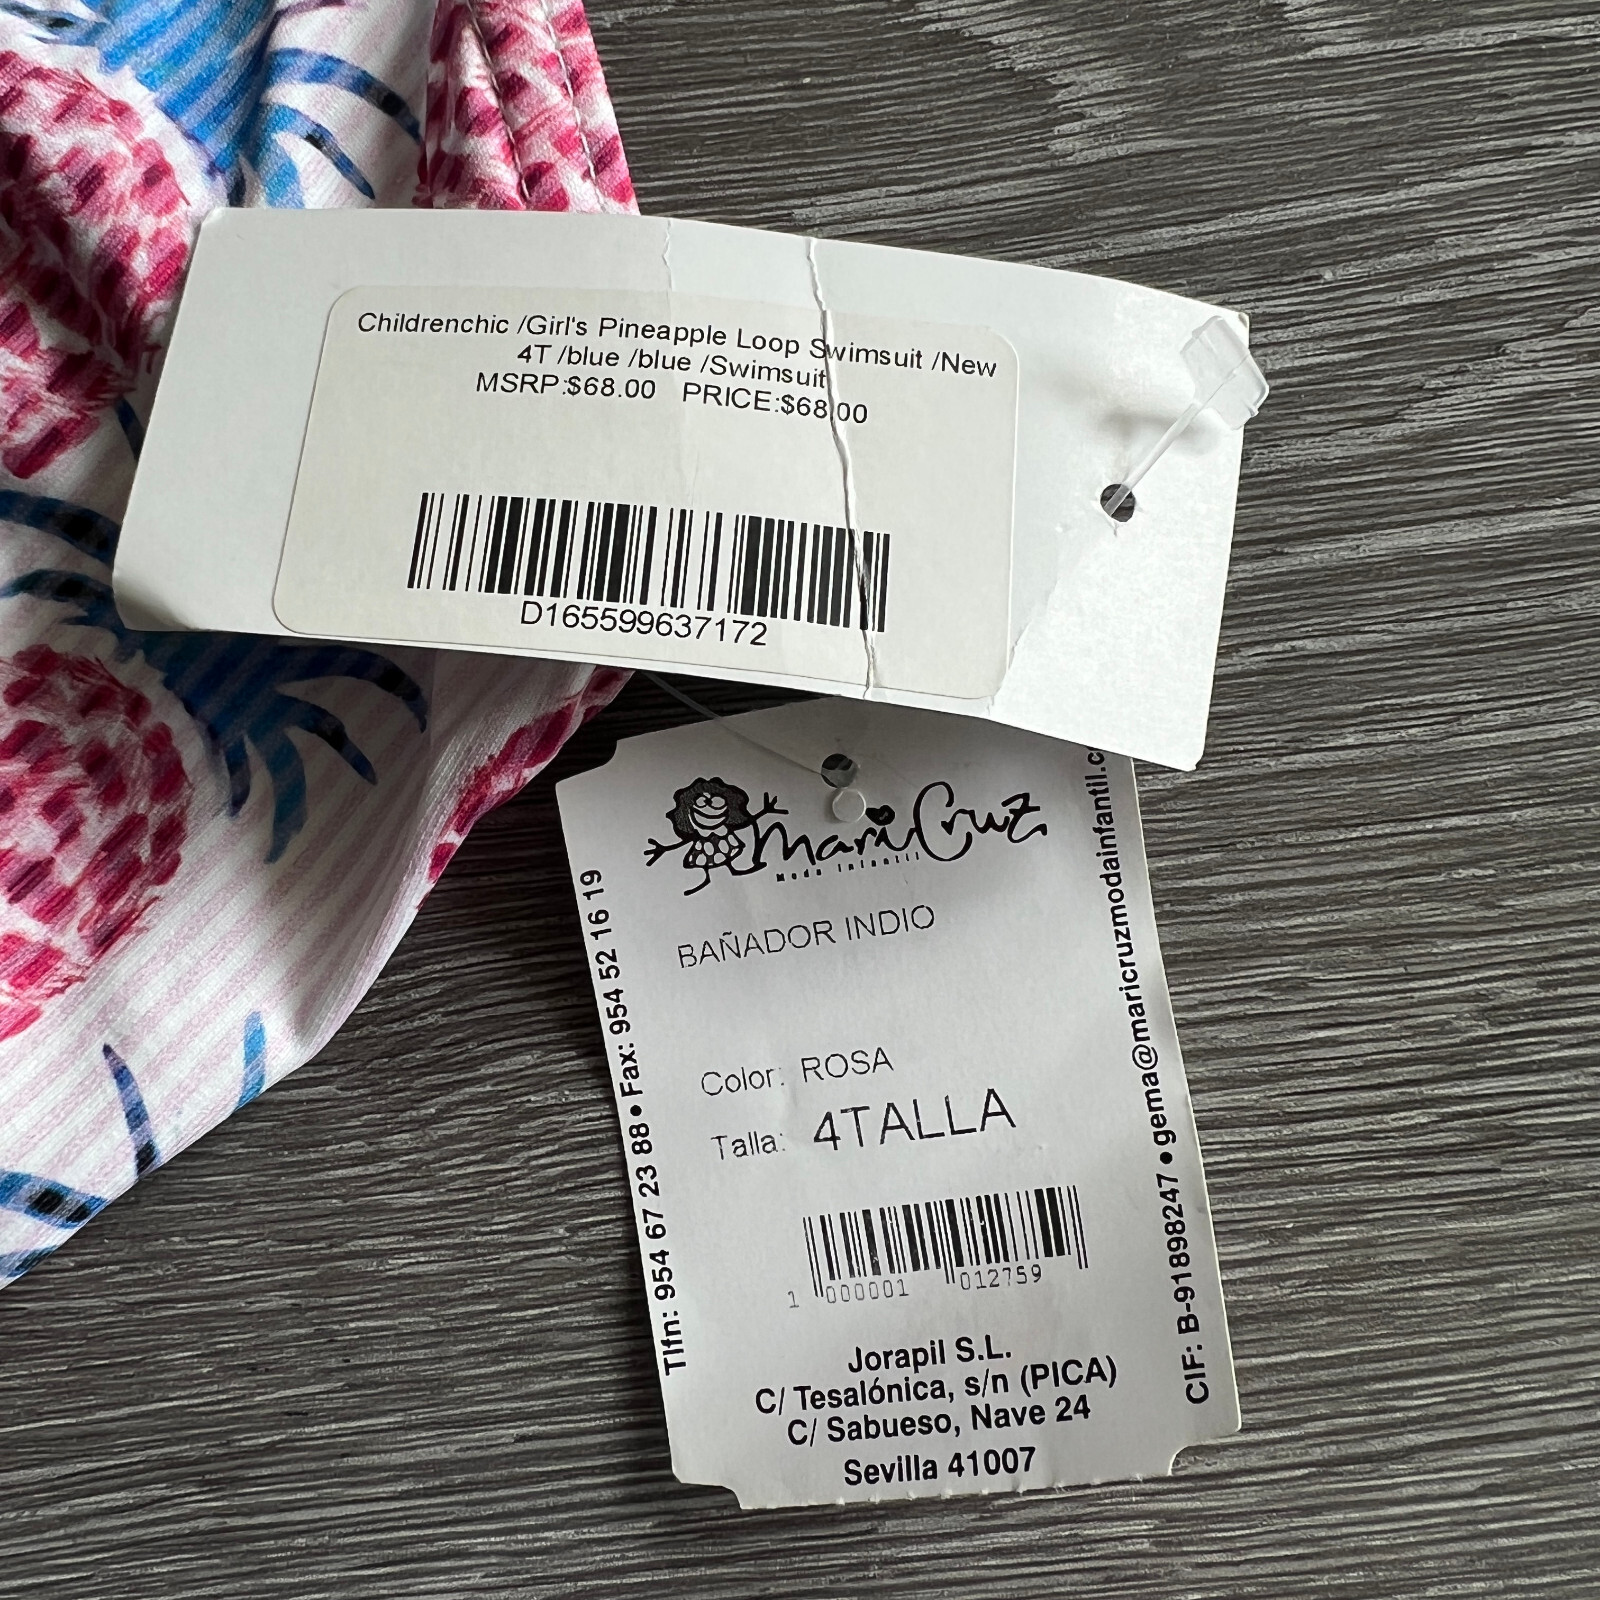 Childrenchic /Girl's Pineapple Loop Swimsuit /New
4T /blue /blue /Swimsuit
MSRP:$68.00 PRICE:$68.00
D165599637172
Mari Cruz
Moda Infantil
BAÑADOR INDIO
Color: ROSA
Talla: 4TALLA
1 000001 012759
Jorapil S.L.
C/ Tesalónica, s/n (PICA)
C/ Sabueso, Nave 24
Sevilla 41007
Tlfn: 954 67 23 88 • Fax: 954 52 16 19
CIF: B-91898247 • gema@maricruzmodainfantil.c